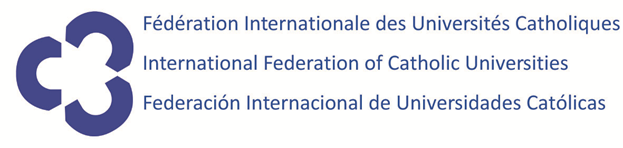 Fédération Internationale des Universités Catholiques
International Federation of Catholic Universities
Federación Internacional de Universidades Católicas